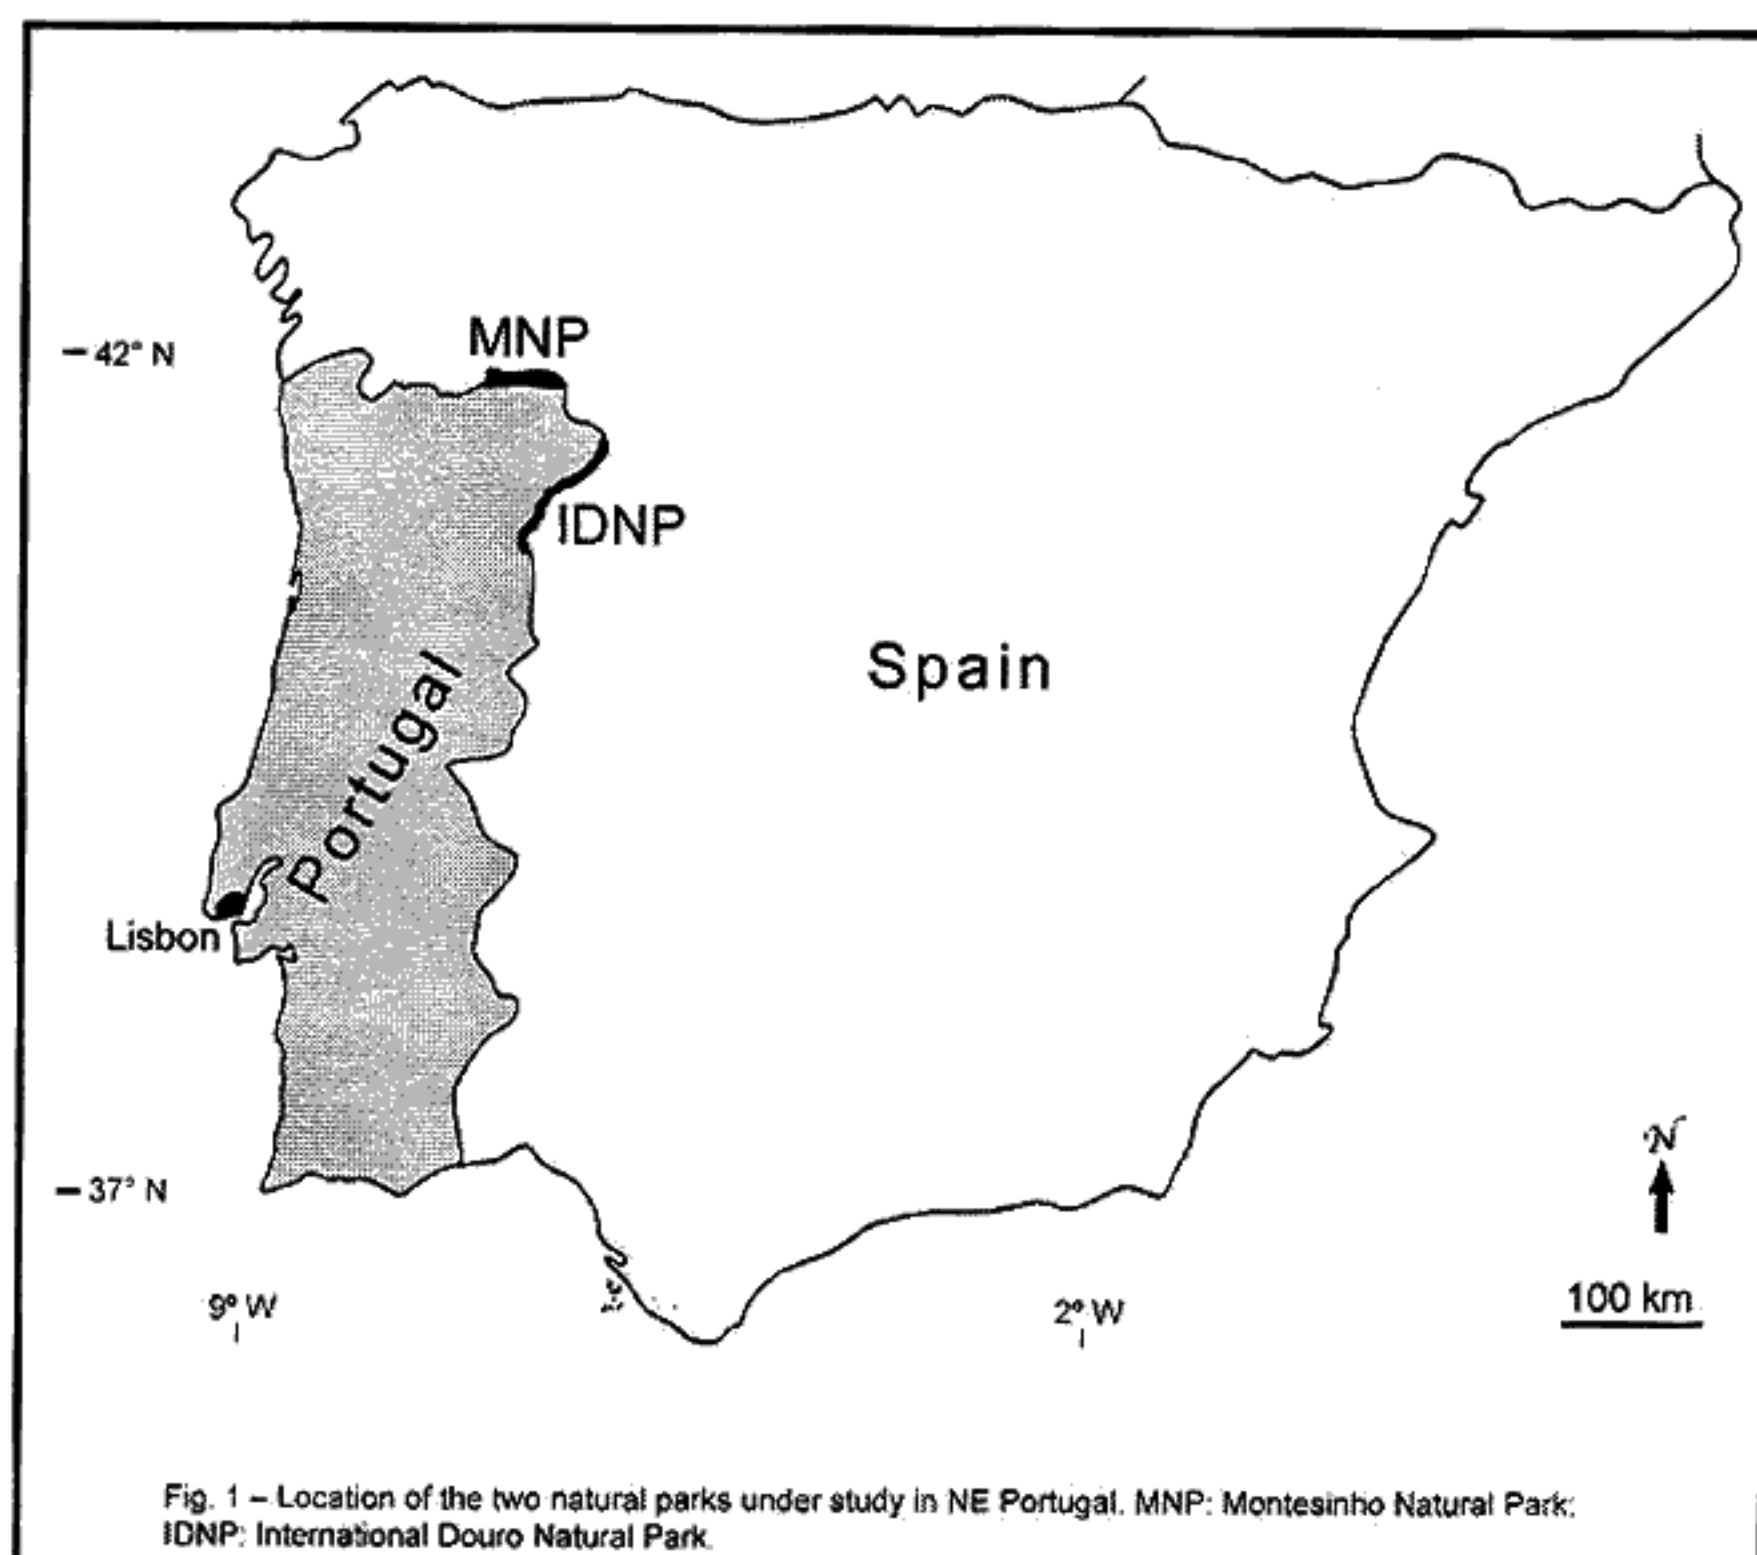 MNP
42° N
IDNP
Spain
Portugal
Lisbon
N
37° N
9° W
2° W
100 km
Fig. 1 – Location of the two natural parks under study in NE Portugal. MNP: Montesinho Natural Park;
IDNP: International Douro Natural Park.